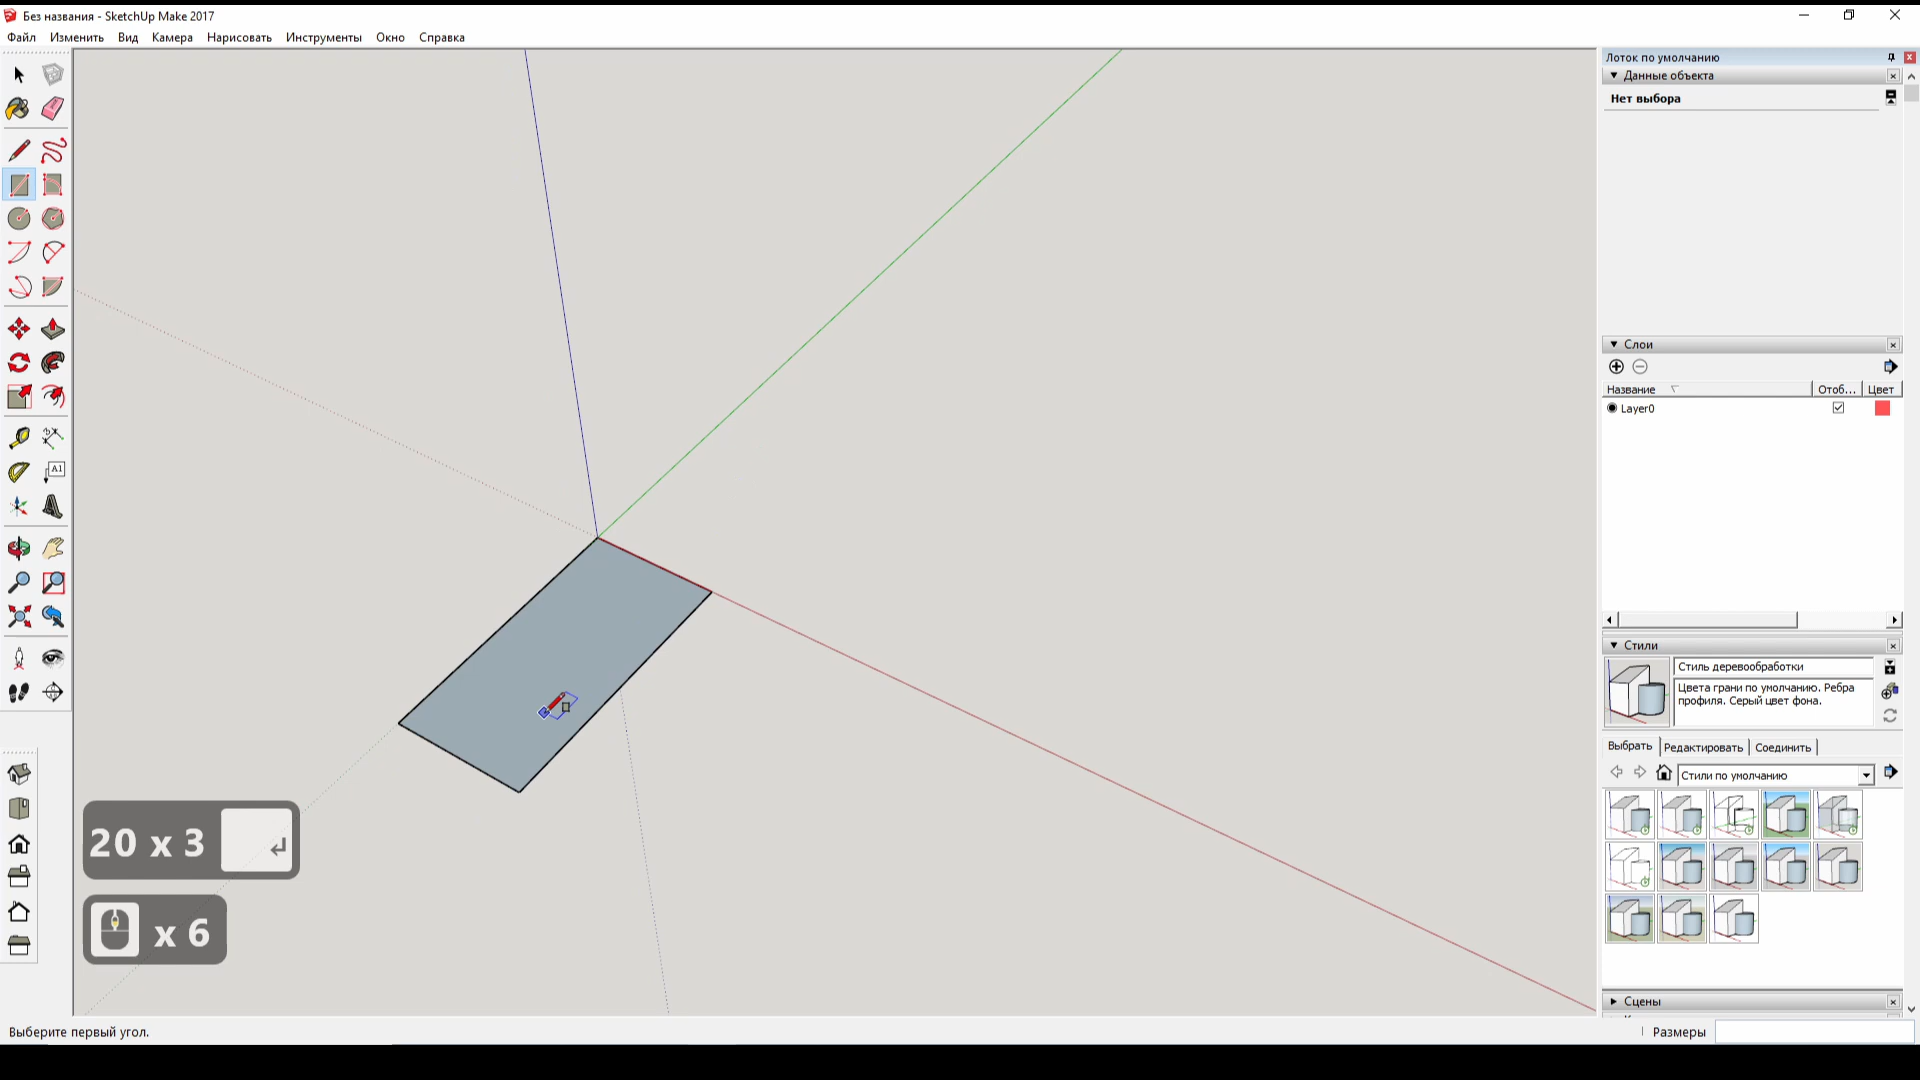 Без названия - SketchUp Make 2017
Файл Изменить Вид Камера Нарисовать Инструменты Окно Справка
Лоток по умолчанию
Данные объекта
Нет выбора
Слои
Название Отоб... Цвет
Layer0
A1
Стили
Стиль деревообработки
Цвета грани по умолчанию. Ребра
профиля. Серый цвет фона.
Выбрать Редактировать Соединить
Стили по умолчанию
20 x 3
x 6
Сцены
Выберите первый угол.
Размеры